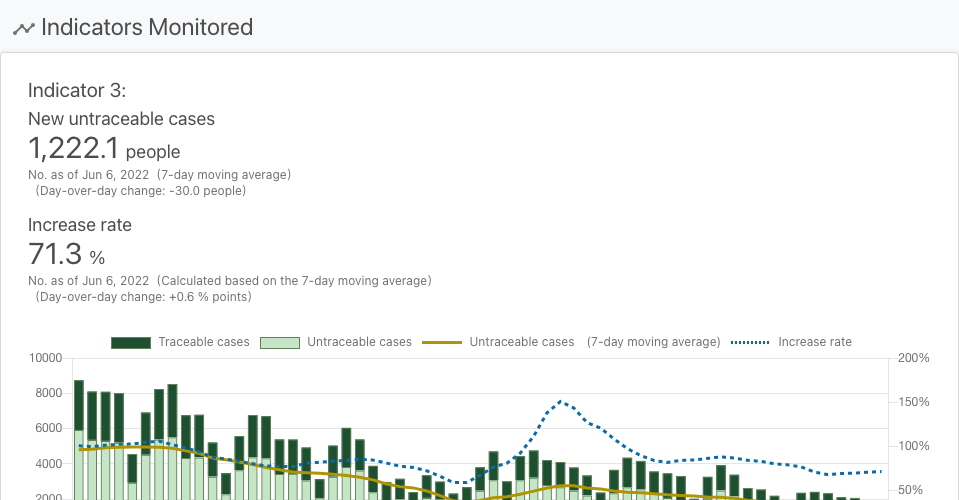 Indicators Monitored
Indicator 3:
New untraceable cases
1,222.1 people
No. as of Jun 6, 2022 (7-day moving average)
(Day-over-day change: -30.0 people)
Increase rate
71.3 %
No. as of Jun 6, 2022 (Calculated based on the 7-day moving average)
(Day-over-day change: +0.6 % points)
Traceable cases Untraceable cases Untraceable cases (7-day moving average) Increase rate
10000 200%
8000
150%
6000
100%
4000
50%
2000